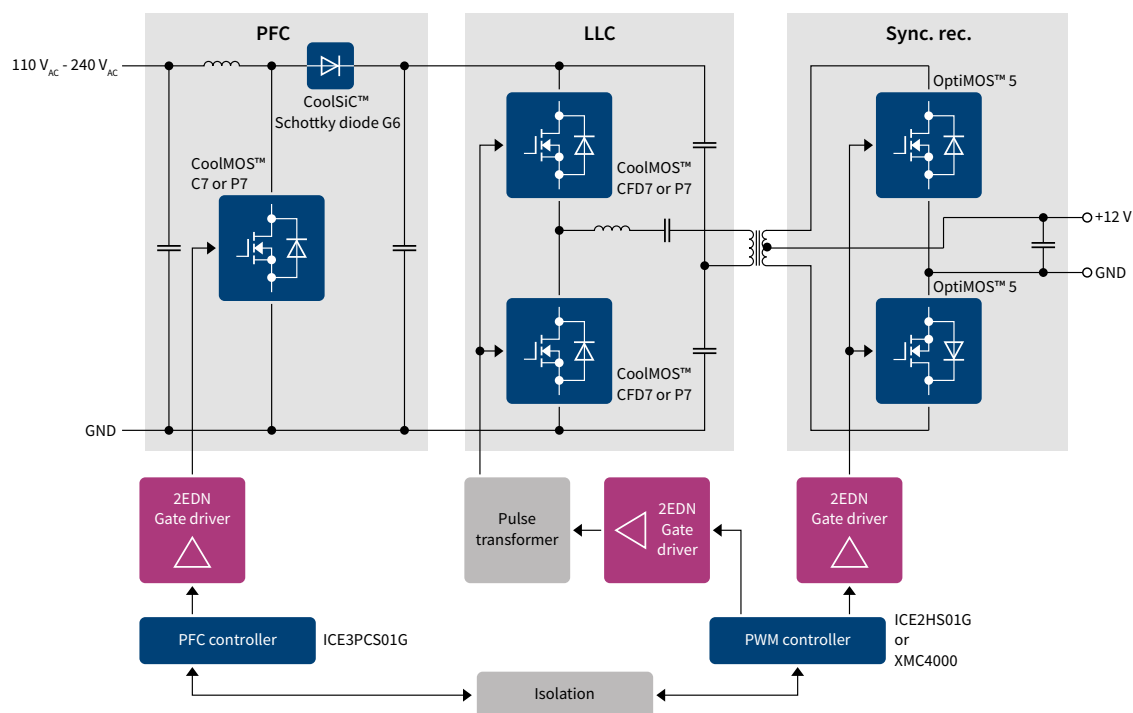 PFC
LLC
Sync. rec.
110 V_AC - 240 V_AC
CoolSiC™
Schottky diode G6
CoolMOS™
C7 or P7
CoolMOS™
CFD7 or P7
CoolMOS™
CFD7 or P7
OptiMOS™ 5
+12 V
GND
OptiMOS™ 5
GND
2EDN
Gate driver
Pulse
transformer
2EDN
Gate
driver
2EDN
Gate driver
PFC controller
ICE3PCS01G
PWM controller
ICE2HS01G
or
XMC4000
Isolation